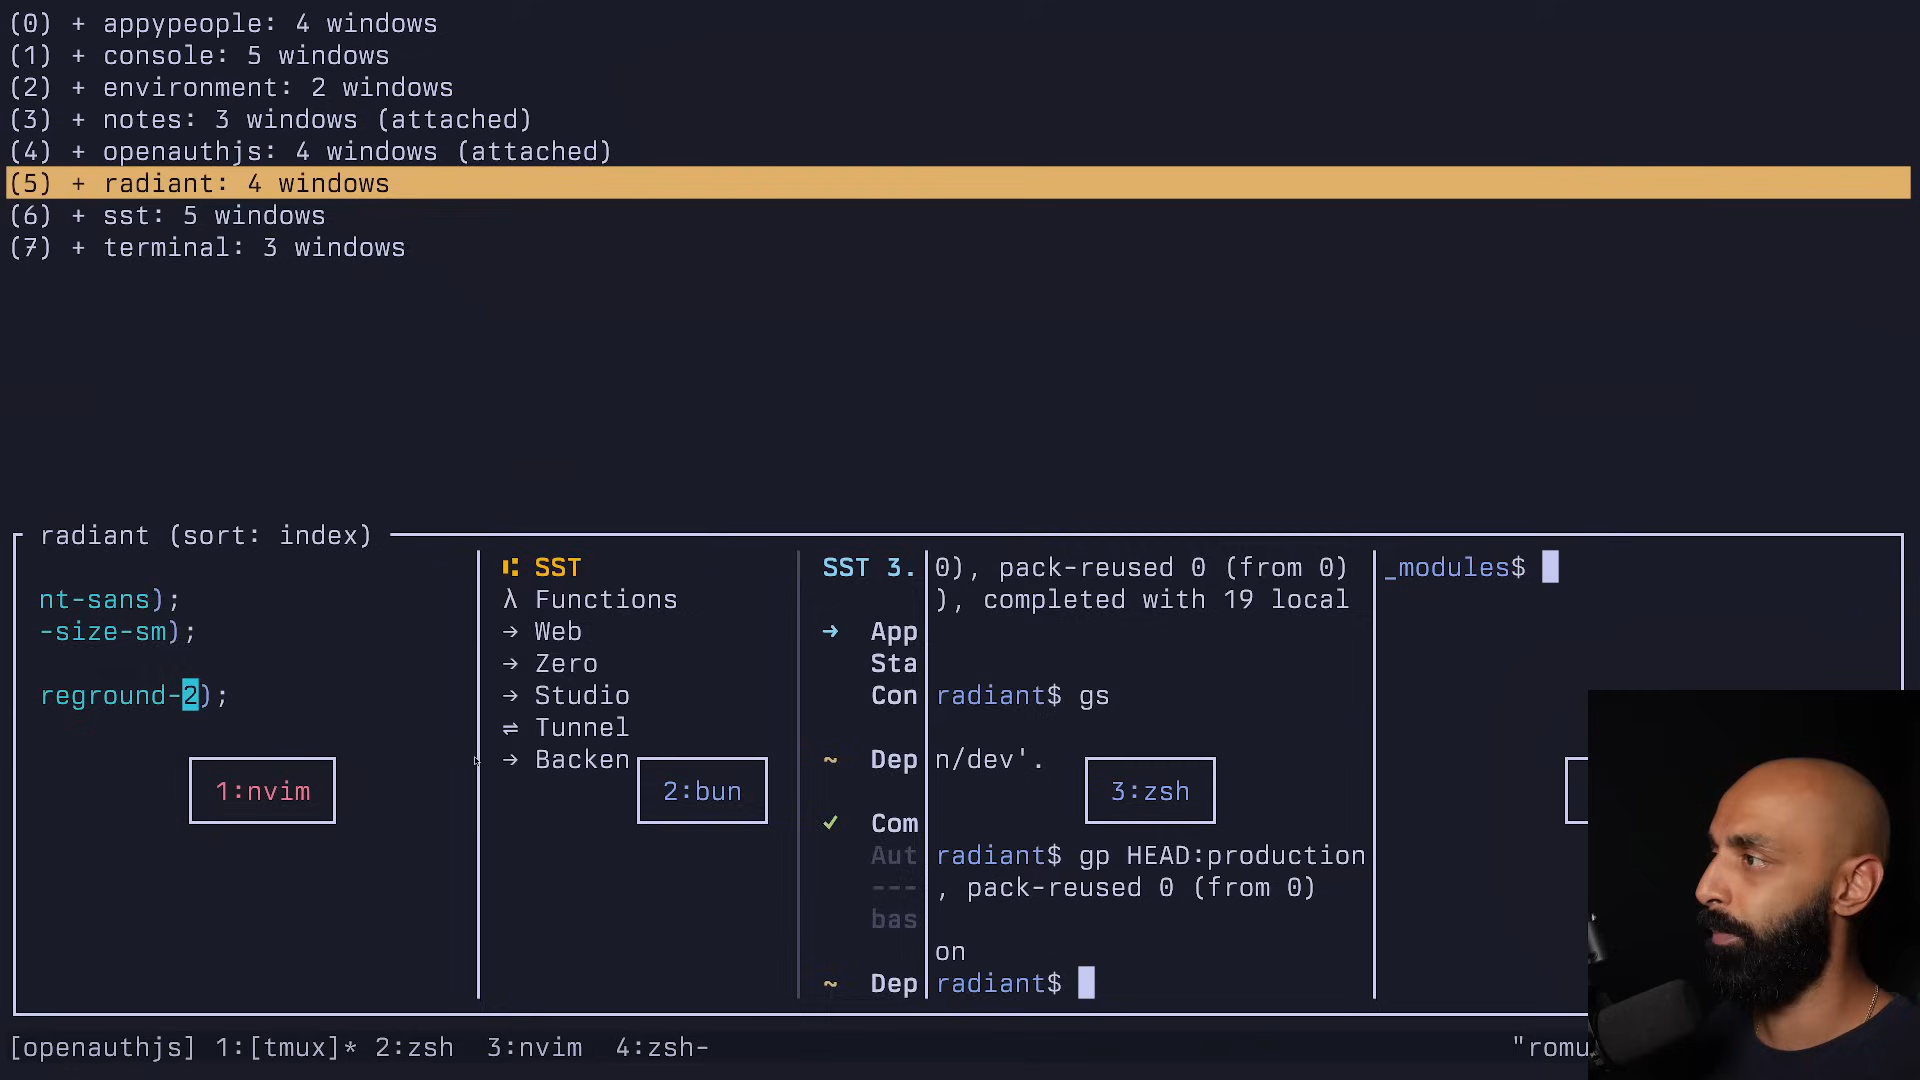 (0) + appypeople: 4 windows
(1) + console: 5 windows
(2) + environment: 2 windows
(3) + notes: 3 windows (attached)
(4) + openauthjs: 4 windows (attached)
(5) + radiant: 4 windows
(6) + sst: 5 windows
(7) + terminal: 3 windows
radiant (sort: index)
nt-sans);
-size-sm);
reground-2);
1:nvim
SST
λ Functions
→ Web
→ Zero
→ Studio
⇌ Tunnel
→ Backen
2:bun
SST 3.
→ App
Sta
Con
~ Dep
✓ Com
Aut
---
bas
~ Dep
0), pack-reused 0 (from 0)
), completed with 19 local
radiant$ gs
n/dev'.
3:zsh
radiant$ gp HEAD:production
, pack-reused 0 (from 0)
on
radiant$
_modules$
[openauthjs] 1:[tmux]* 2:zsh 3:nvim 4:zsh-
"romu